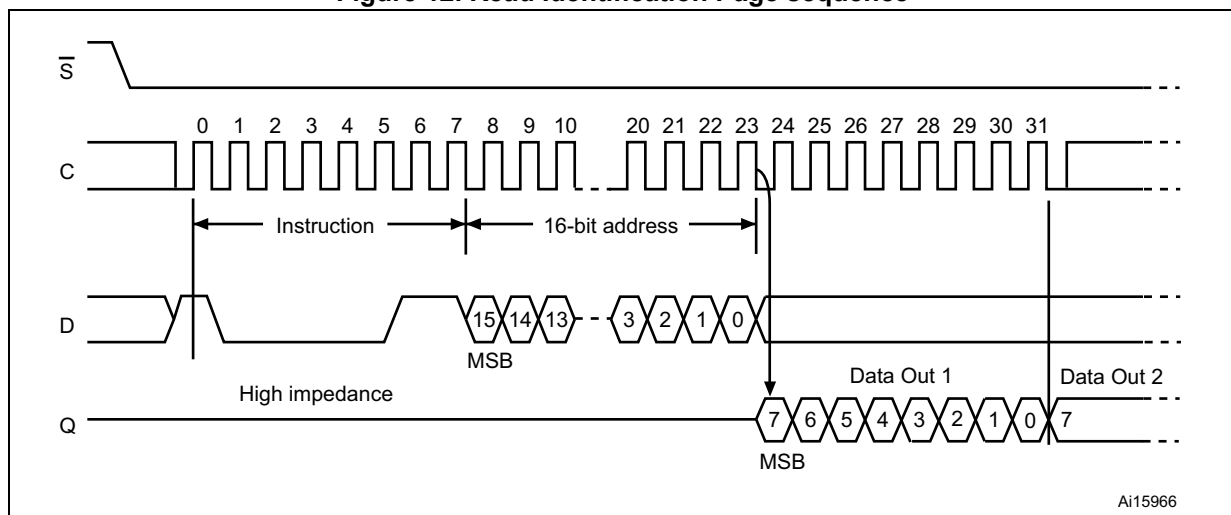 Figure 12. Read Identification Page sequence
S
0 1 2 3 4 5 6 7 8 9 10 20 21 22 23 24 25 26 27 28 29 30 31
C
Instruction 16-bit address
D
15 14 13 3 2 1 0
MSB
High impedance
Data Out 1 Data Out 2
Q
7 6 5 4 3 2 1 0 7
MSB
Ai15966